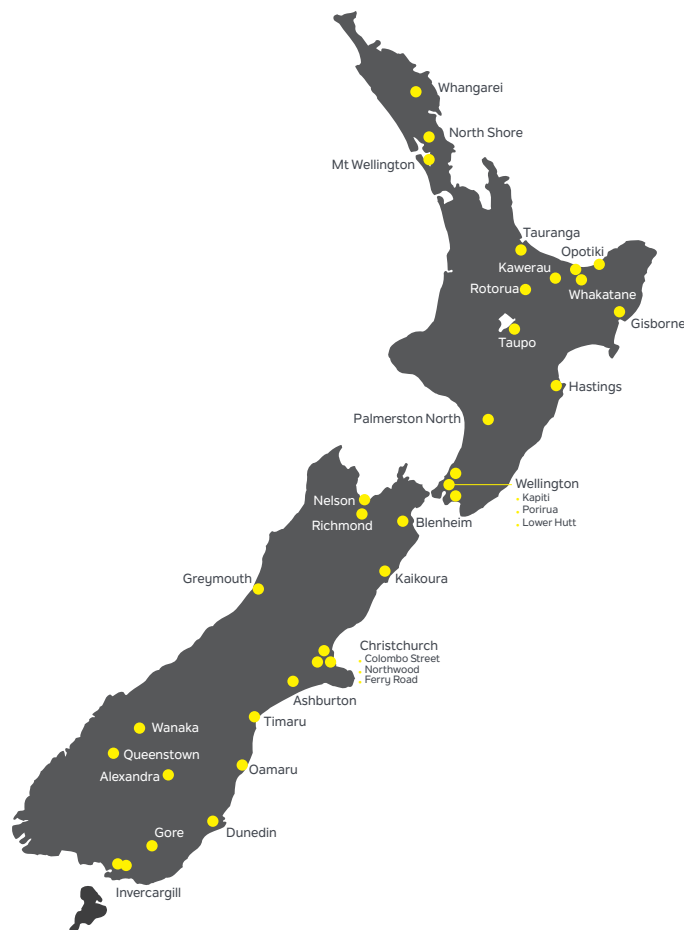 Whangarei
North Shore
Mt Wellington
Tauranga
Opotiki
Kawerau
Rotorua
Whakatane
Gisborne
Taupo
Hastings
Palmerston North
Wellington
Kapiti
Porirua
Lower Hutt
Nelson
Richmond
Blenheim
Greymouth
Kaikoura
Christchurch
Colombo Street
Northwood
Ferry Road
Ashburton
Timaru
Wanaka
Queenstown
Alexandra
Oamaru
Dunedin
Gore
Invercargill